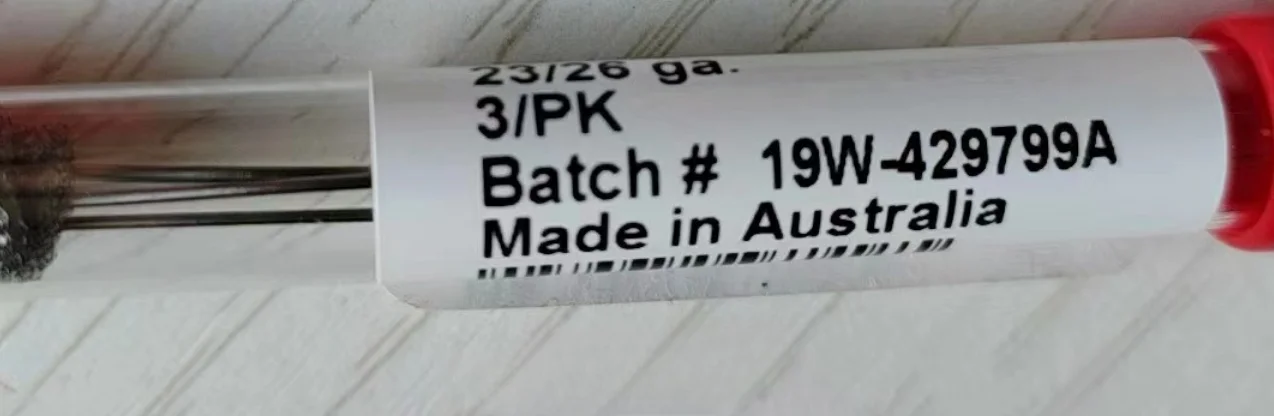 23/26 ga.
3/PK
Batch # 19W-429799A
Made in Australia